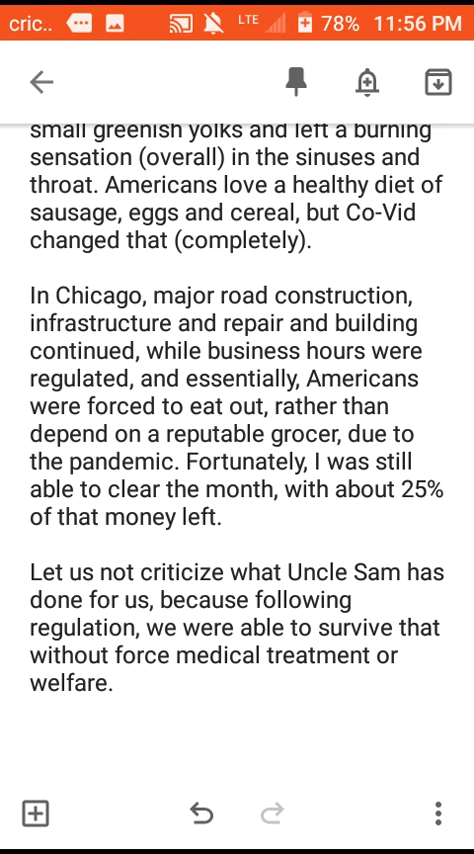 cric.. LTE 78% 11:56 PM
small greenish yolks and left a burning
sensation (overall) in the sinuses and
throat. Americans love a healthy diet of
sausage, eggs and cereal, but Co-Vid
changed that (completely).
In Chicago, major road construction,
infrastructure and repair and building
continued, while business hours were
regulated, and essentially, Americans
were forced to eat out, rather than
depend on a reputable grocer, due to
the pandemic. Fortunately, I was still
able to clear the month, with about 25%
of that money left.
Let us not criticize what Uncle Sam has
done for us, because following
regulation, we were able to survive that
without force medical treatment or
welfare.